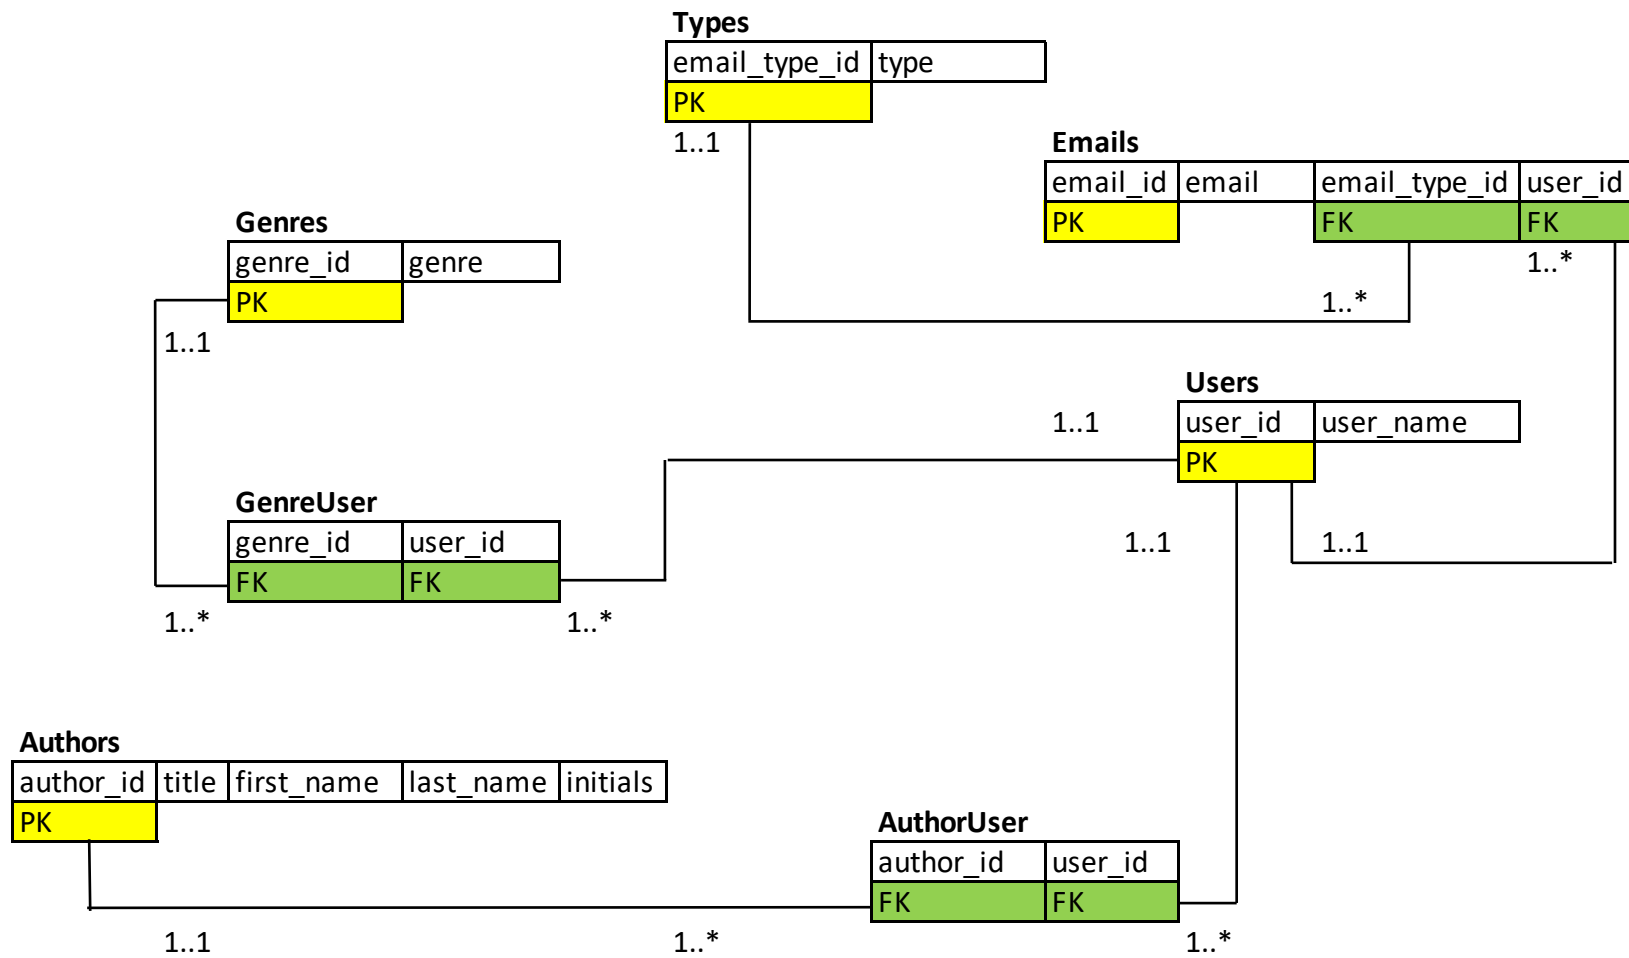 Types
email_type_id type
PK
1..1
Emails
email_id email email_type_id user_id
PK FK FK
1..*
1..*
Genres
genre_id genre
PK
1..1
Users
1..1 user_id user_name
PK
GenreUser
genre_id user_id
FK FK
1..1 1..1
1..* 1..*
Authors
author_id title first_name last_name initials
PK
AuthorUser
author_id user_id
FK FK
1..1 1..* 1..*